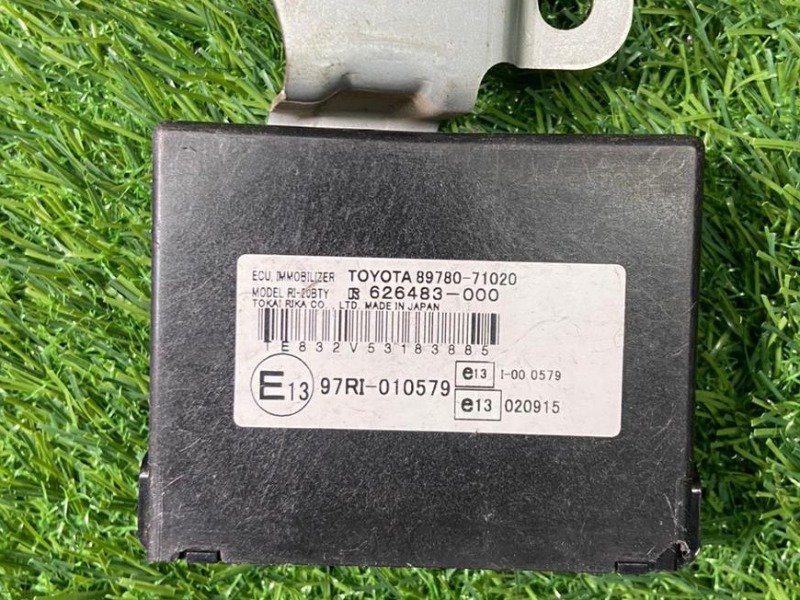 ECU, IMMOBILIZER TOYOTA 89780-71020
MODEL RI-20BTY 626483-000
TOKAI RIKA CO., LTD. MADE IN JAPAN
TE832V53183885
E13 97RI-010579 e13 I-00 0579
e13 020915